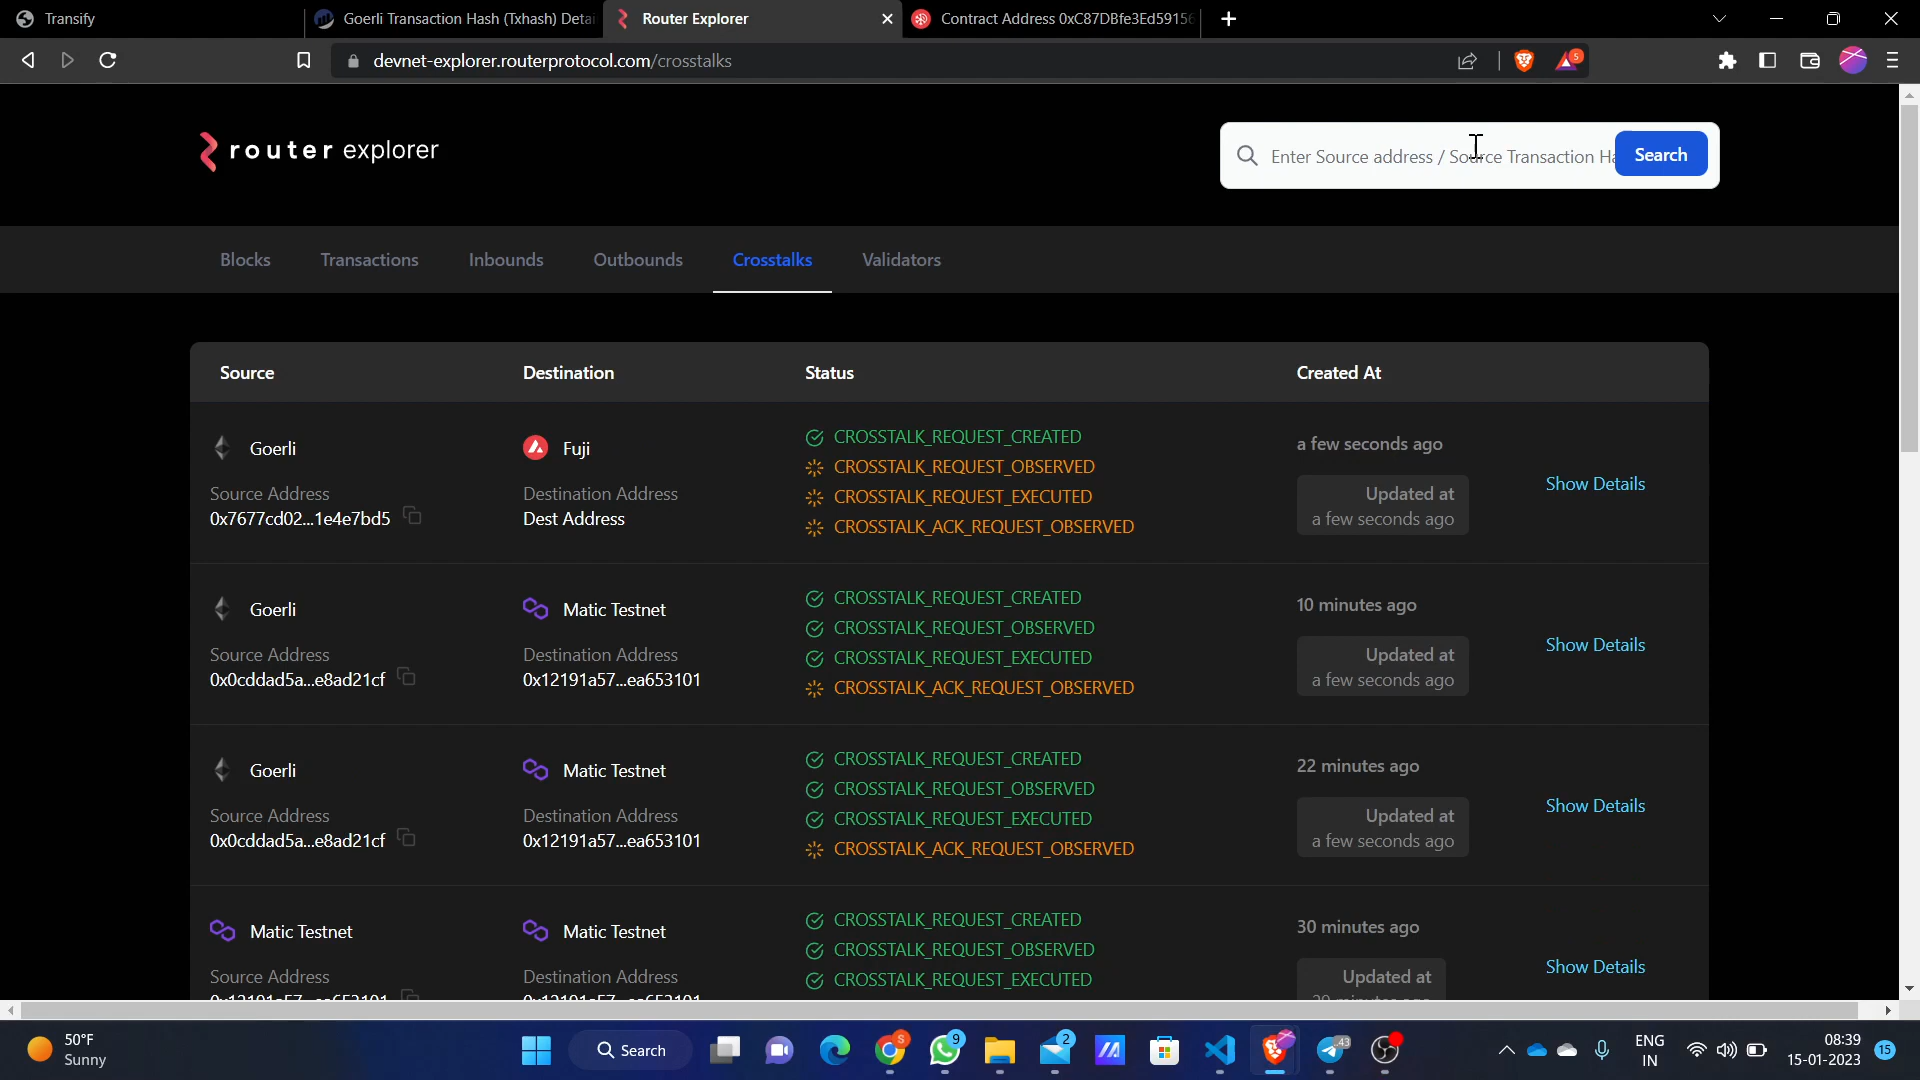 Transify
Goerli Transaction Hash (Txhash) Detai
Router Explorer
Contract Address 0xC87DBfe3Ed59156
devnet-explorer.routerprotocol.com/crosstalks
5
router explorer
Enter Source address / Source Transaction Ha
Search
Blocks
Transactions
Inbounds
Outbounds
Crosstalks
Validators
Source
Destination
Status
Created At
Goerli
Fuji
Source Address
0x7677cd02...1e4e7bd5
Destination Address
Dest Address
CROSSTALK_REQUEST_CREATED
CROSSTALK_REQUEST_OBSERVED
CROSSTALK_REQUEST_EXECUTED
CROSSTALK_ACK_REQUEST_OBSERVED
a few seconds ago
Updated at
a few seconds ago
Show Details
Goerli
Matic Testnet
Source Address
0x0cddad5a...e8ad21cf
Destination Address
0x12191a57...ea653101
CROSSTALK_REQUEST_CREATED
CROSSTALK_REQUEST_OBSERVED
CROSSTALK_REQUEST_EXECUTED
CROSSTALK_ACK_REQUEST_OBSERVED
10 minutes ago
Updated at
a few seconds ago
Show Details
Goerli
Matic Testnet
Source Address
0x0cddad5a...e8ad21cf
Destination Address
0x12191a57...ea653101
CROSSTALK_REQUEST_CREATED
CROSSTALK_REQUEST_OBSERVED
CROSSTALK_REQUEST_EXECUTED
CROSSTALK_ACK_REQUEST_OBSERVED
22 minutes ago
Updated at
a few seconds ago
Show Details
Matic Testnet
Matic Testnet
Source Address
Destination Address
CROSSTALK_REQUEST_CREATED
CROSSTALK_REQUEST_OBSERVED
CROSSTALK_REQUEST_EXECUTED
30 minutes ago
Updated at
Show Details
50°F
Sunny
Search
S
9
2
43
ENG
IN
08:39
15-01-2023
15